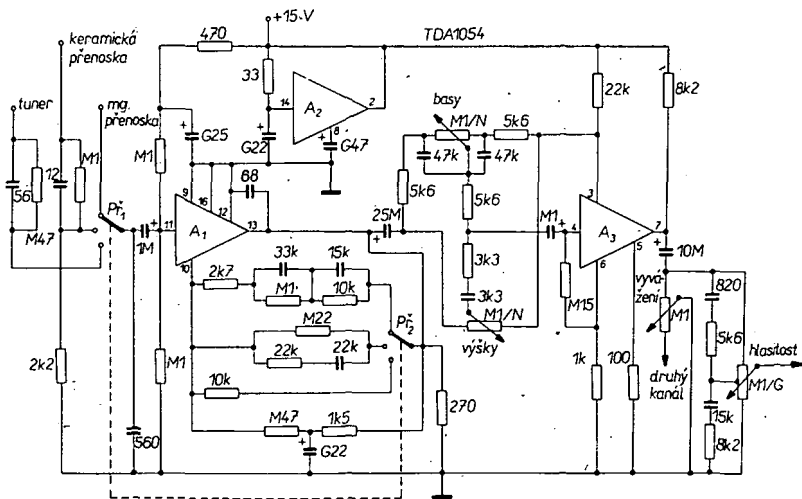 +15 V
470
TDA1054
keramická
přenoska
33
22k
8k2
tuner
mg.
přenoska
14
A2
2
8
basy
M1/N
5k6
G25
G22
G47
47k
47k
56
12
M1
M1
68
5k6
5k6
M47
Př1
1M
11
9
16
12
A1
13
10
25M
M1
4
3
A3
7
5
6
10M
2k7
33k
15k
M1
10k
3k3
3k3
M1/N
výšky
M15
vyvá-
žení
M1
820
5k6
hlasitost
M22
22k
22k
Př2
2k2
M1
10k
1k
100
druhý
kanál
M1/G
15k
8k2
560
M47
1k5
G22
270